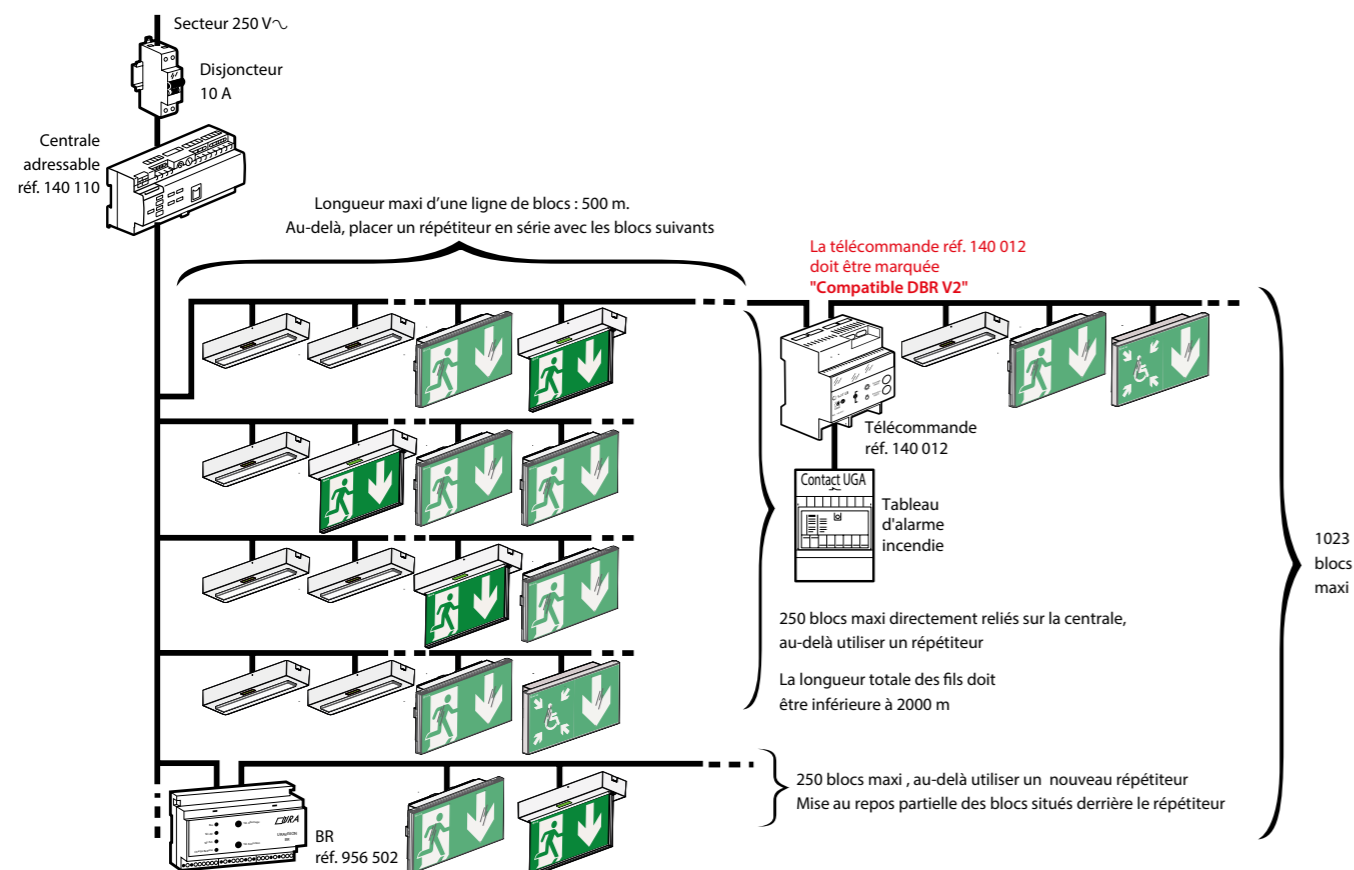 Secteur 250 V∿
Disjoncteur
10 A
Centrale
adressable
réf. 140 110
Longueur maxi d'une ligne de blocs : 500 m.
Au-delà, placer un répétiteur en série avec les blocs suivants
La télécommande réf. 140 012
doit être marquée
"Compatible DBR V2"
Télécommande
réf. 140 012
Contact UGA
Tableau
d'alarme
incendie
1023
blocs
maxi
250 blocs maxi directement reliés sur la centrale,
au-delà utiliser un répétiteur
La longueur totale des fils doit
être inférieure à 2000 m
250 blocs maxi , au-delà utiliser un nouveau répétiteur
Mise au repos partielle des blocs situés derrière le répétiteur
BR
réf. 956 502